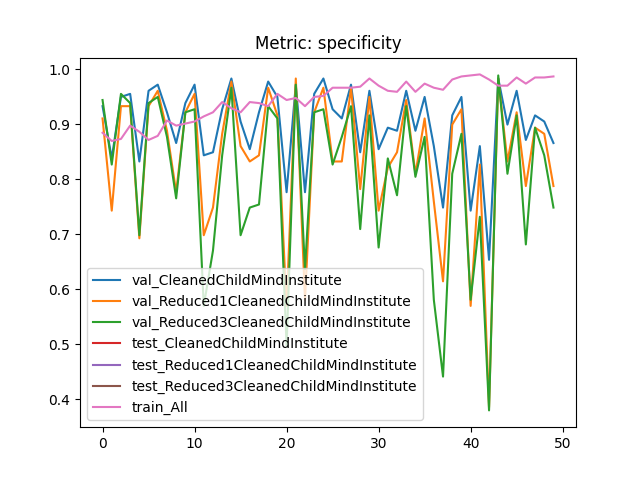 Metric: specificity
1.0
0.9
0.8
0.7
0.6
0.5
0.4
val_CleanedChildMindInstitute
val_Reduced1CleanedChildMindInstitute
val_Reduced3CleanedChildMindInstitute
test_CleanedChildMindInstitute
test_Reduced1CleanedChildMindInstitute
test_Reduced3CleanedChildMindInstitute
train_All
0 10 20 30 40 50